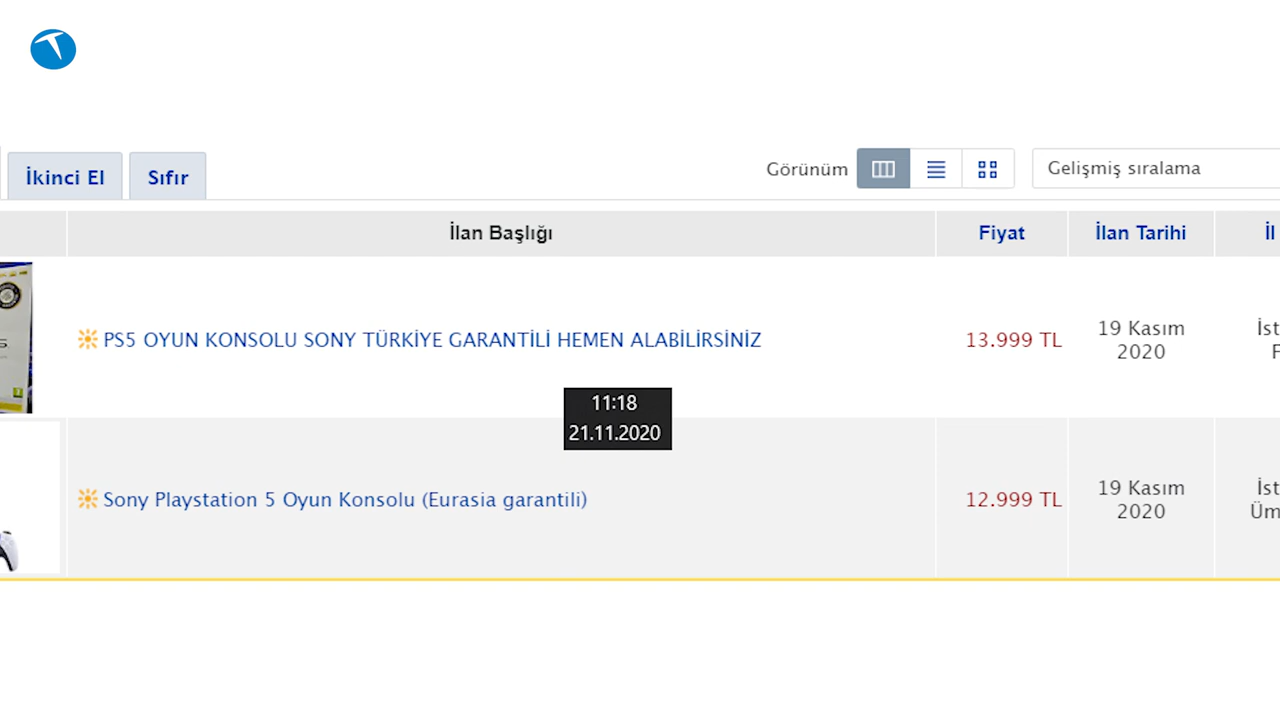 İkinci El
Sıfır
Görünüm
Gelişmiş sıralama
İlan Başlığı
Fiyat
İlan Tarihi
İl
PS5 OYUN KONSOLU SONY TÜRKİYE GARANTİLİ HEMEN ALABİLİRSİNİZ
13.999 TL
19 Kasım
2020
11:18
21.11.2020
Sony Playstation 5 Oyun Konsolu (Eurasia garantili)
12.999 TL
19 Kasım
2020